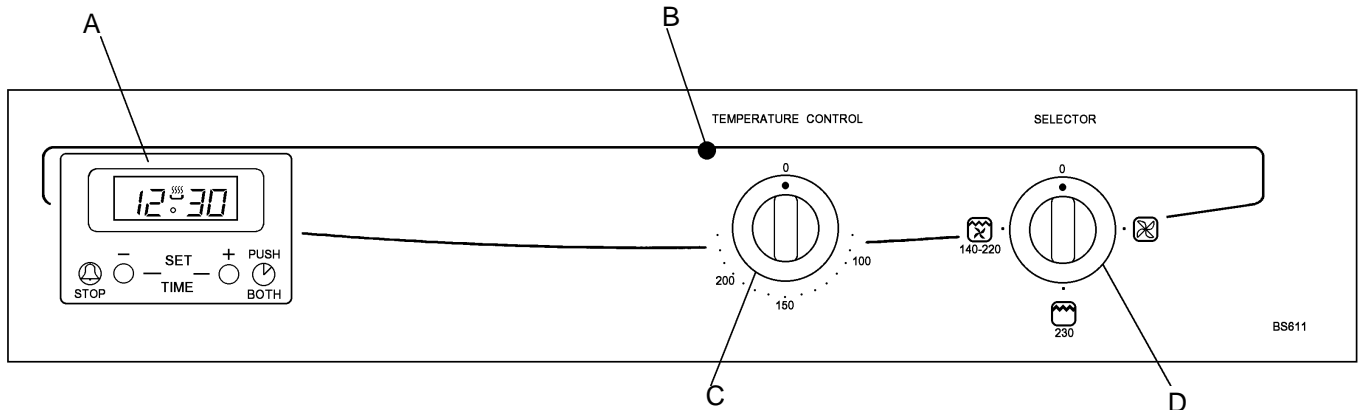 A
B
TEMPERATURE CONTROL
SELECTOR
12 30
0
0
- SET + PUSH
STOP TIME BOTH
140-220
100
200
150
230
BS611
C
D